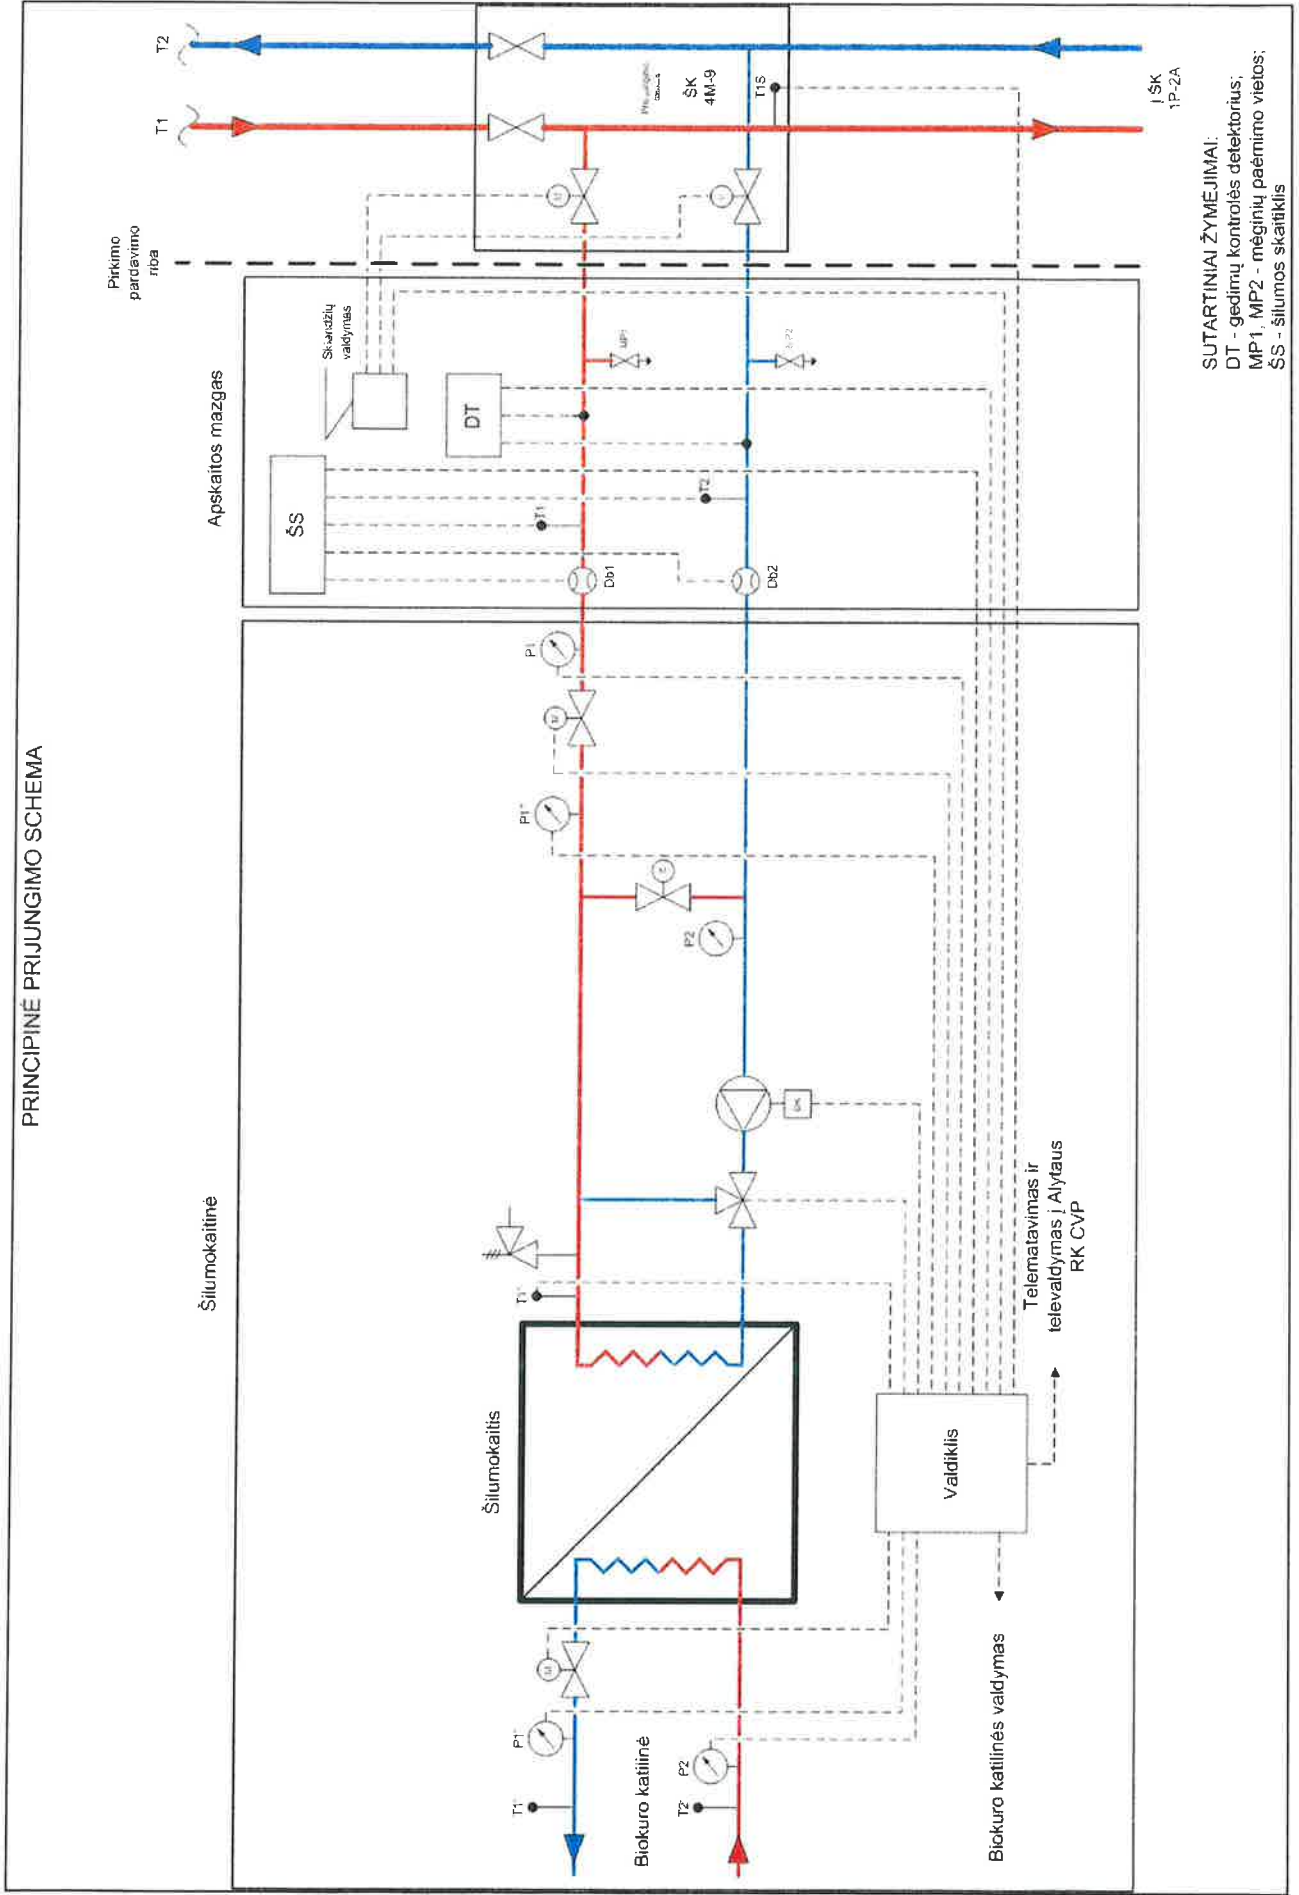 PRINCIPINĖ PRIJUNGIMO SCHEMA
Šilumokaitinė
Apskaitos mazgas
Pirkimo
pardavimo
riba
T1
T2
ŠK
4M-9
T1S
Į ŠK
1P-2A
valdymas
ŠS
DT
MP1
T1
T2
Db1
Db2
P1
M
P1"
P2
T1"
Šilumokaitis
M
P1'
T1'
P2
T2'
Biokuro katilinė
Valdiklis
Telematavimas ir
televaldymas į Alytaus
RK CVP
Biokuro katilinės valdymas
SUTARTINIAI ŽYMĖJIMAI:
DT - gedimų kontrolės detektorius;
MP1, MP2 - mėginių paėmimo vietos;
ŠS - šilumos skaitiklis